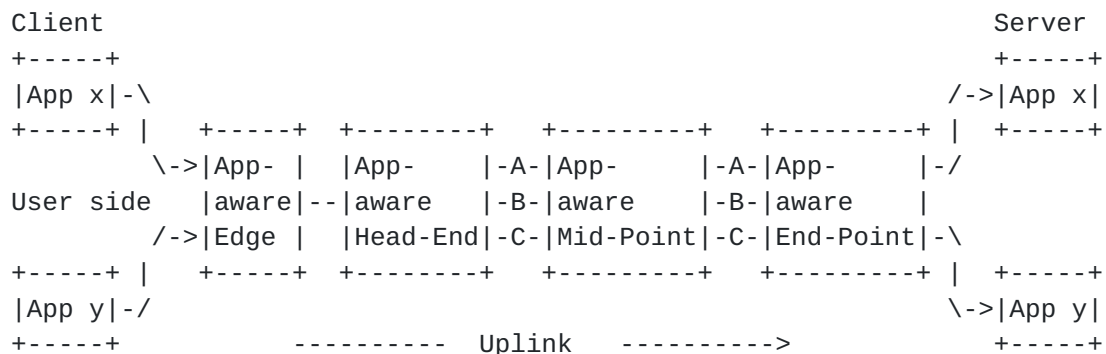 Client                                                       Server
+-----+                                                      +-----+
|App x|-\                                                 /->|App x|
+-----+ |   +-----+  +--------+   +---------+   +---------+ |  +-----+
         \->|App- |  |App-    |-A-|App-     |-A-|App-     |-/
User side   |aware|--|aware   |-B-|aware    |-B-|aware    |
         /->|Edge |  |Head-End|-C-|Mid-Point|-C-|End-Point|-\
+-----+ |   +-----+  +--------+   +---------+   +---------+ |  +-----+
|App y|-/                                                 \->|App y|
+-----+           ---------- Uplink   ---------->            +-----+